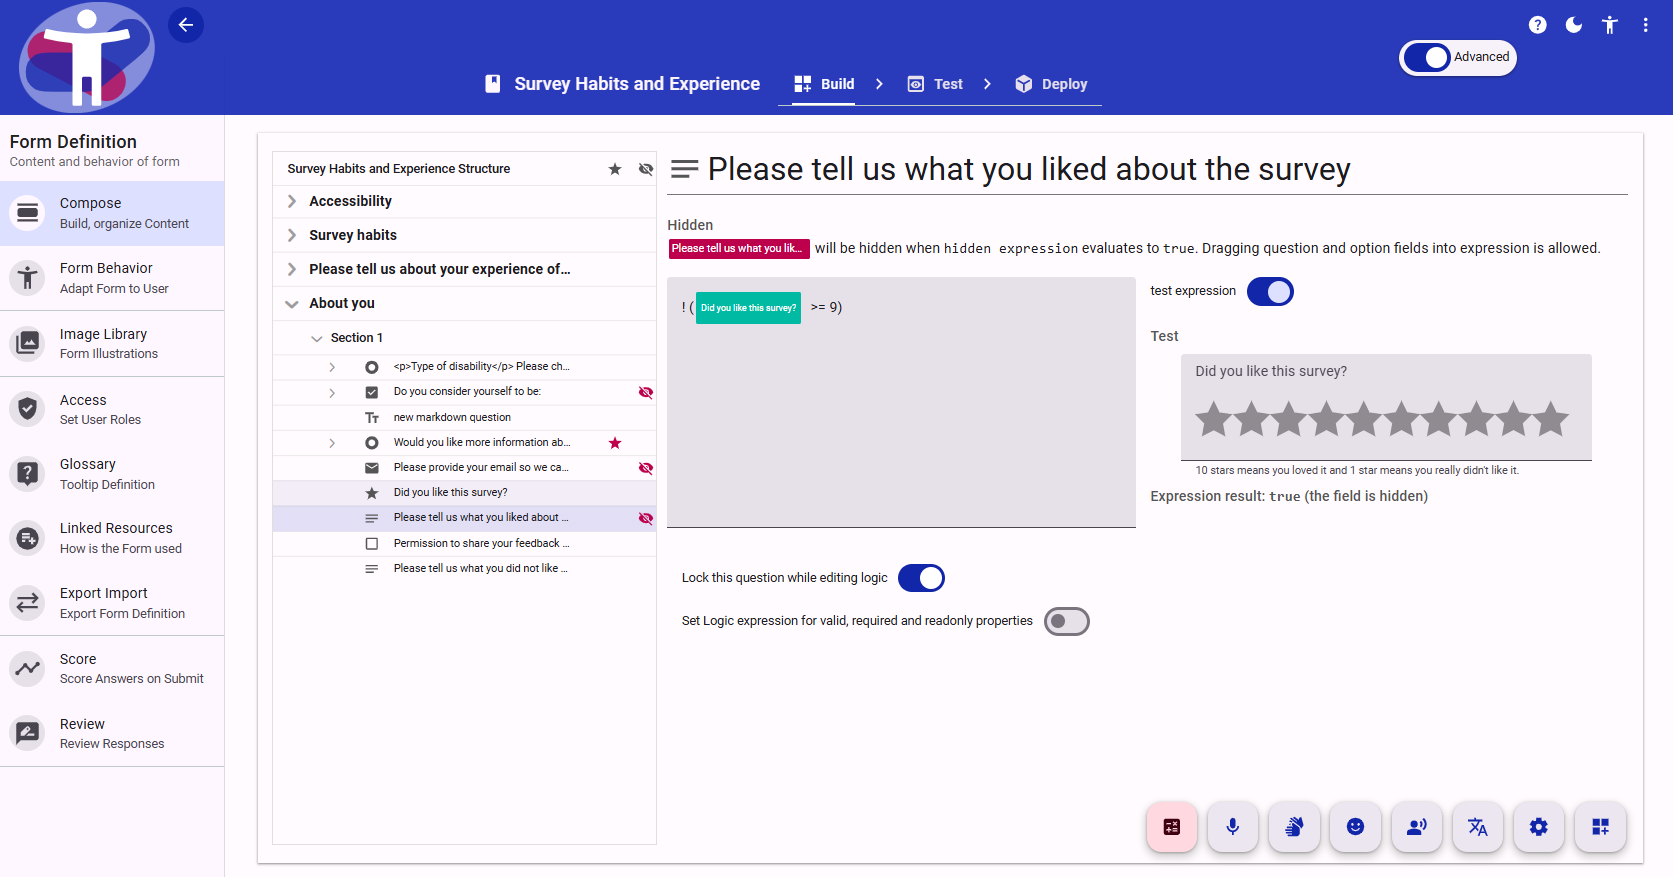 Advanced
Survey Habits and Experience
Build
Test
Deploy
Form Definition
Content and behavior of form
Compose
Build, organize Content
Form Behavior
Adapt Form to User
Image Library
Form Illustrations
Access
Set User Roles
Glossary
Tooltip Definition
Linked Resources
How is the Form used
Export Import
Export Form Definition
Score
Score Answers on Submit
Review
Review Responses
Survey Habits and Experience Structure
Accessibility
Survey habits
Please tell us about your experience of...
About you
Section 1
<p>Type of disability</p> Please ch...
Do you consider yourself to be:
new markdown question
Would you like more information ab...
Please provide your email so we ca...
Did you like this survey?
Please tell us what you liked about ...
Permission to share your feedback ...
Please tell us what you did not like ...
Please tell us what you liked about the survey
Hidden
Please tell us what you lik... will be hidden when hidden expression evaluates to true. Dragging question and option fields into expression is allowed.
!( Did you like this survey? >= 9)
test expression
Test
Did you like this survey?
10 stars means you loved it and 1 star means you really didn't like it.
Expression result: true (the field is hidden)
Lock this question while editing logic
Set Logic expression for valid, required and readonly properties